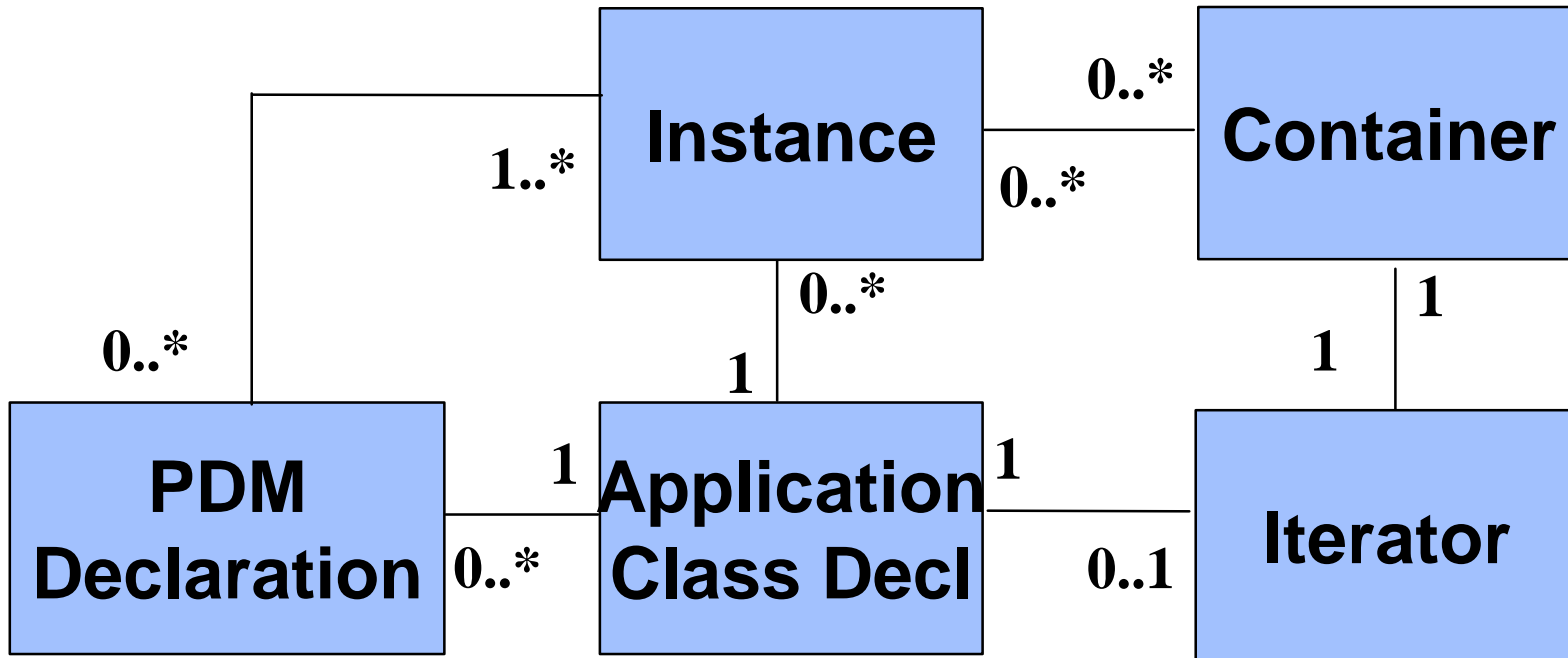 Instance
0..*
Container
1..*
0..*
0..*
1
0..*
1
1
PDM
Declaration
1
0..*
Application
Class Decl
1
0..1
Iterator